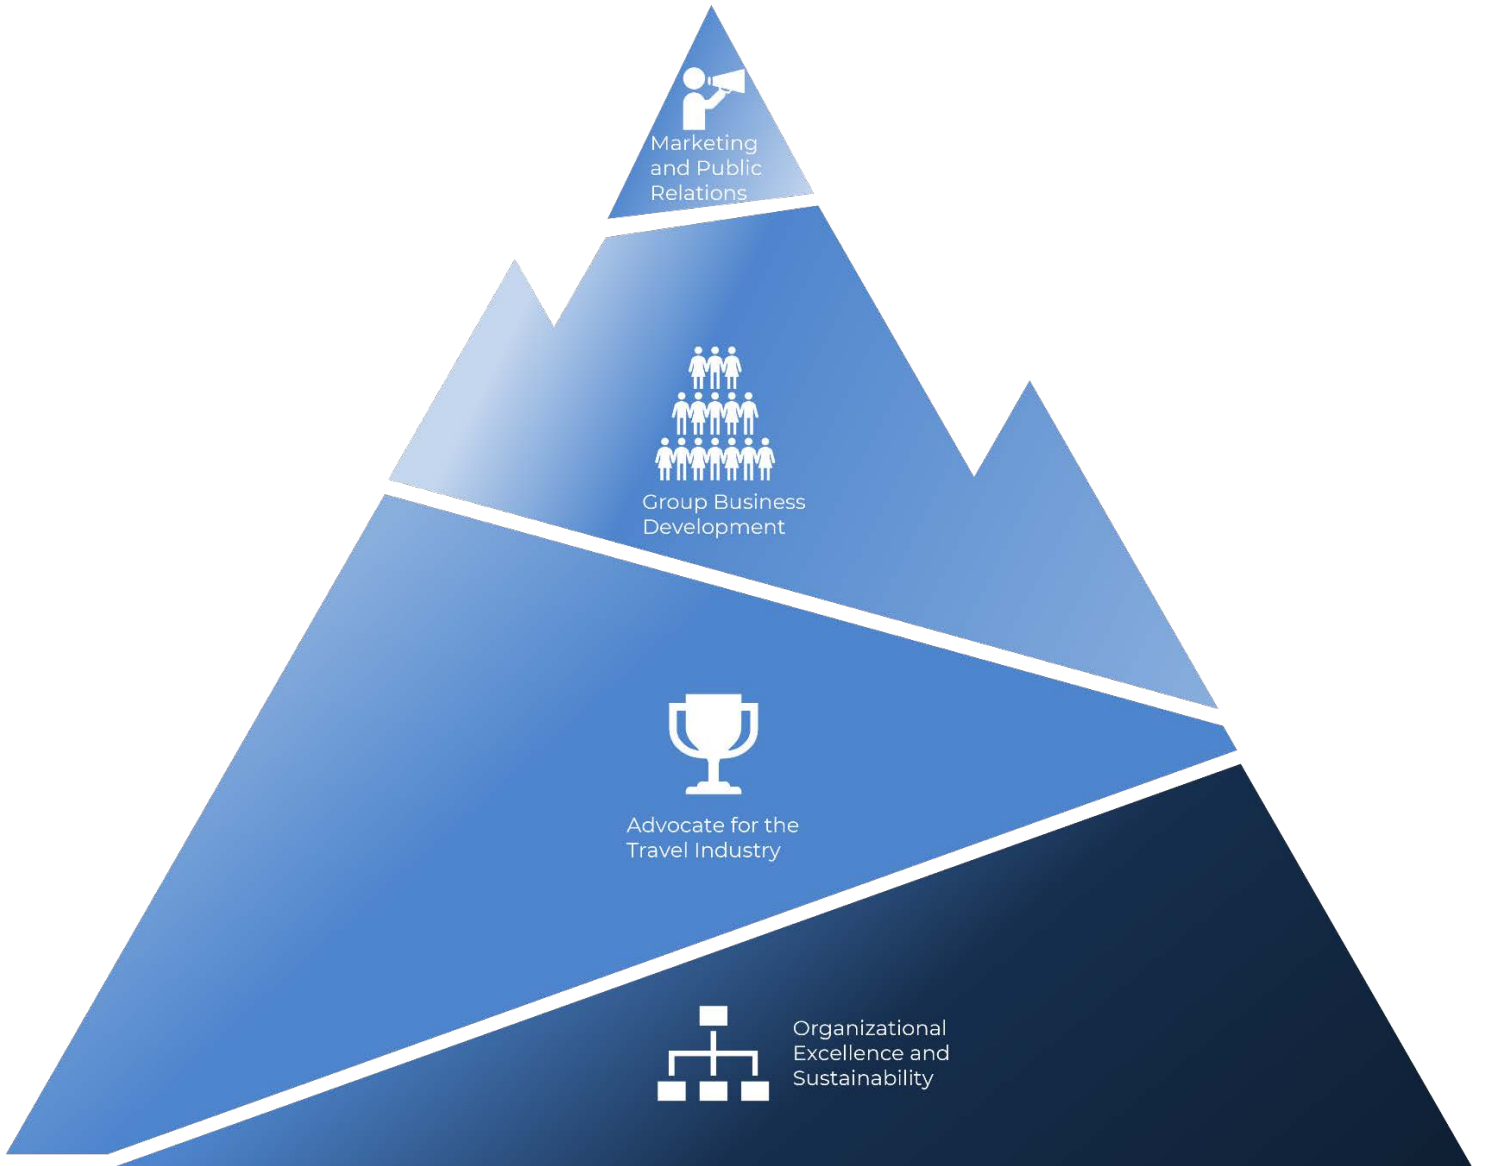 Marketing
and Public
Relations
Group Business
Development
Advocate for the
Travel Industry
Organizational
Excellence and
Sustainability